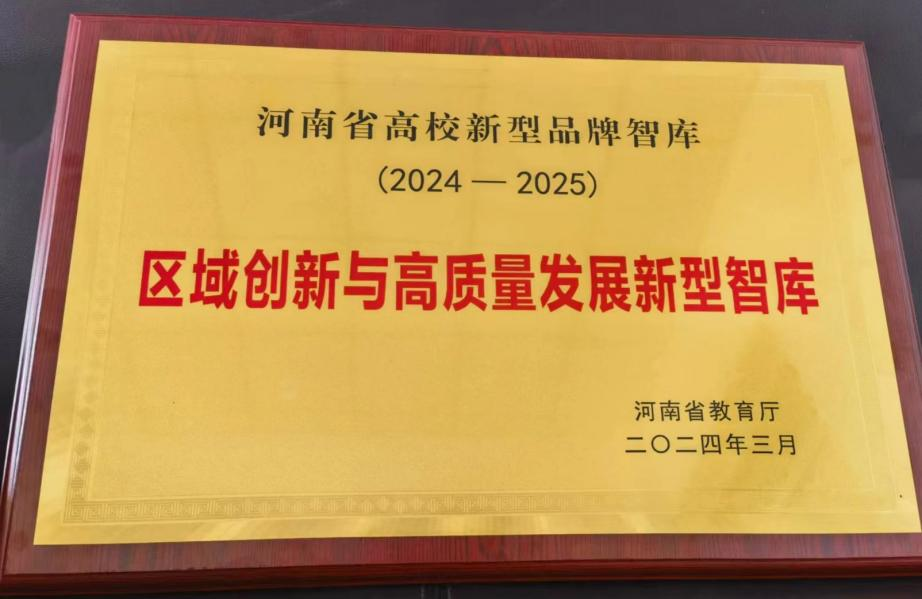 河南省高校新型品牌智库
（2024 — 2025）
区域创新与高质量发展新型智库
河南省教育厅
二〇二四年三月